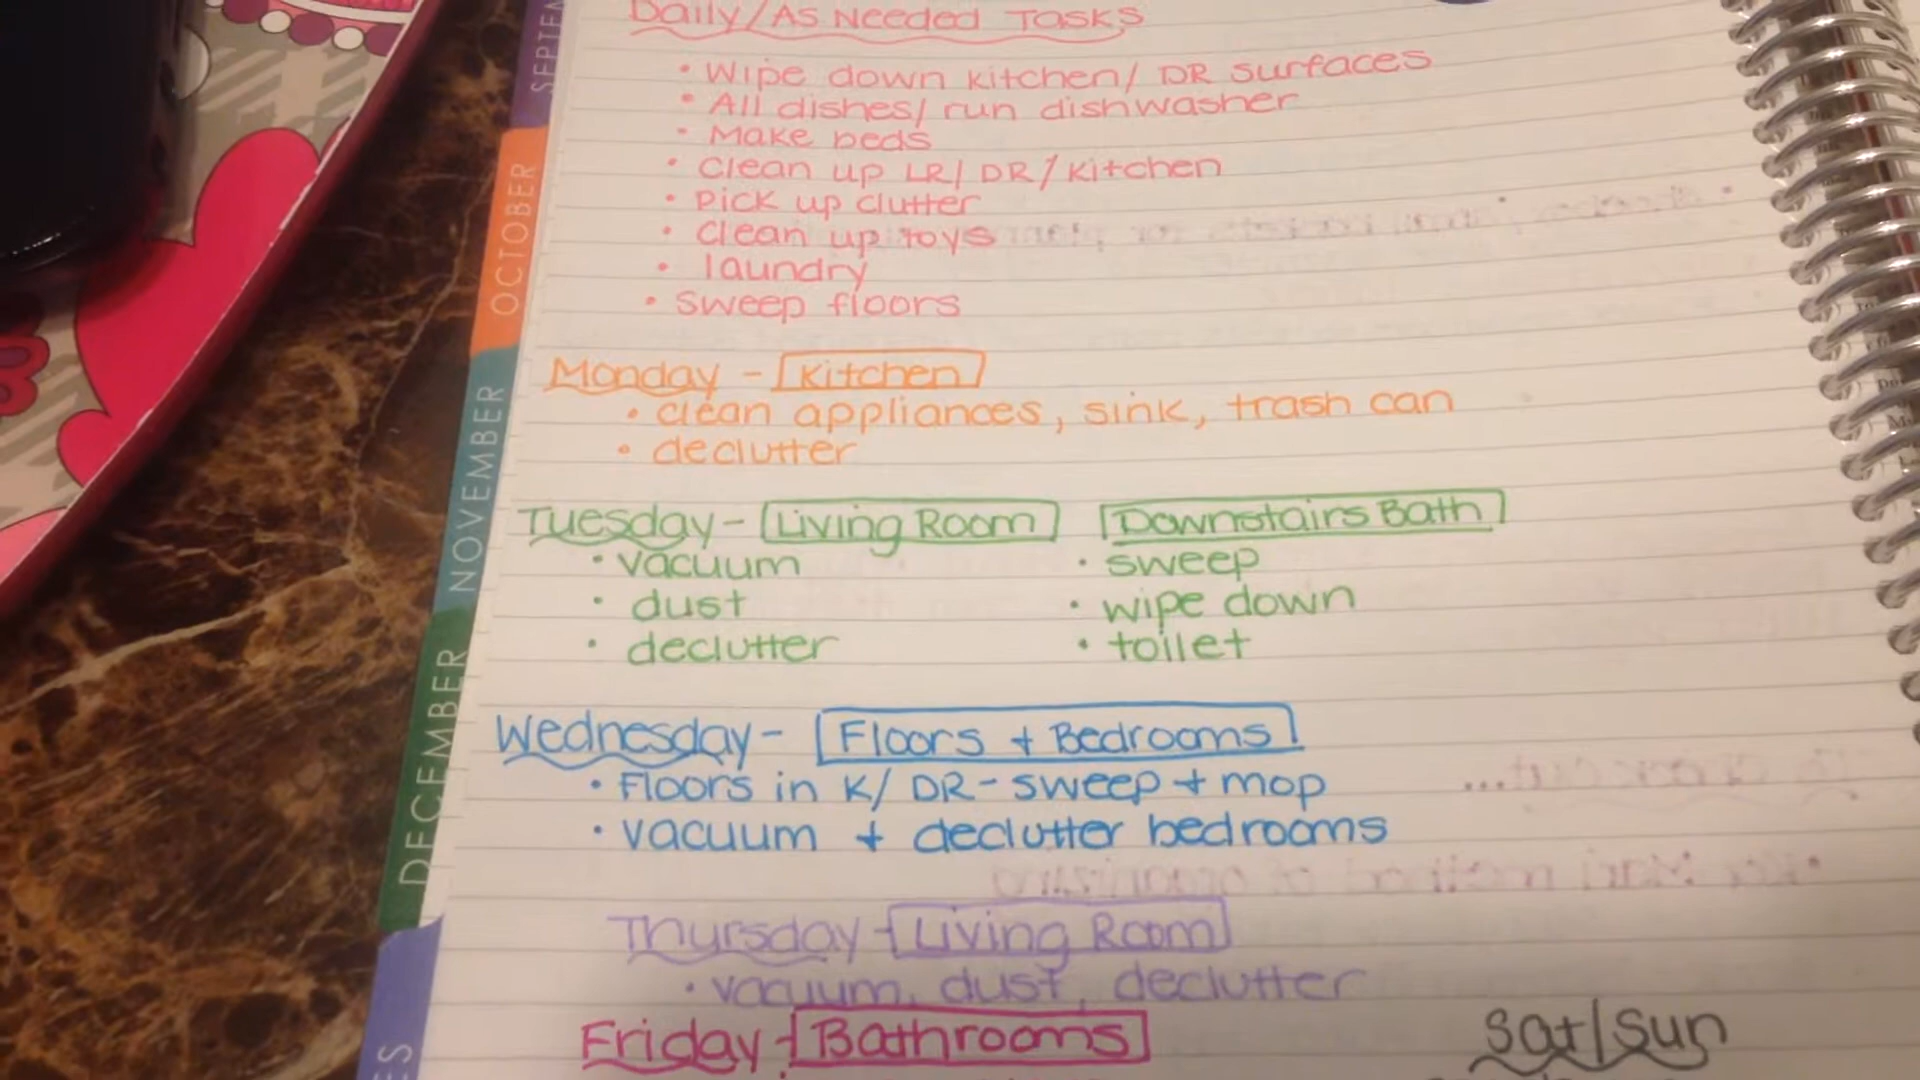 Daily/As Needed Tasks
• Wipe down kitchen/ DR surfaces
• All dishes/ run dishwasher
• Make beds
• Clean up LR/ DR/ Kitchen
• Pick up clutter
• Clean up toys
• laundry
• Sweep floors
Monday - Kitchen
• clean appliances, sink, trash can
• declutter
Tuesday - Living Room Downstairs Bath
• vacuum • sweep
• dust • wipe down
• declutter • toilet
Wednesday - Floors + Bedrooms
• Floors in K/ DR - sweep + mop
• vacuum + declutter bedrooms
Thursday - Living Room
• vacuum, dust, declutter
Friday - Bathrooms
Sat/Sun
OCTOBER
NOVEMBER
DECEMBER